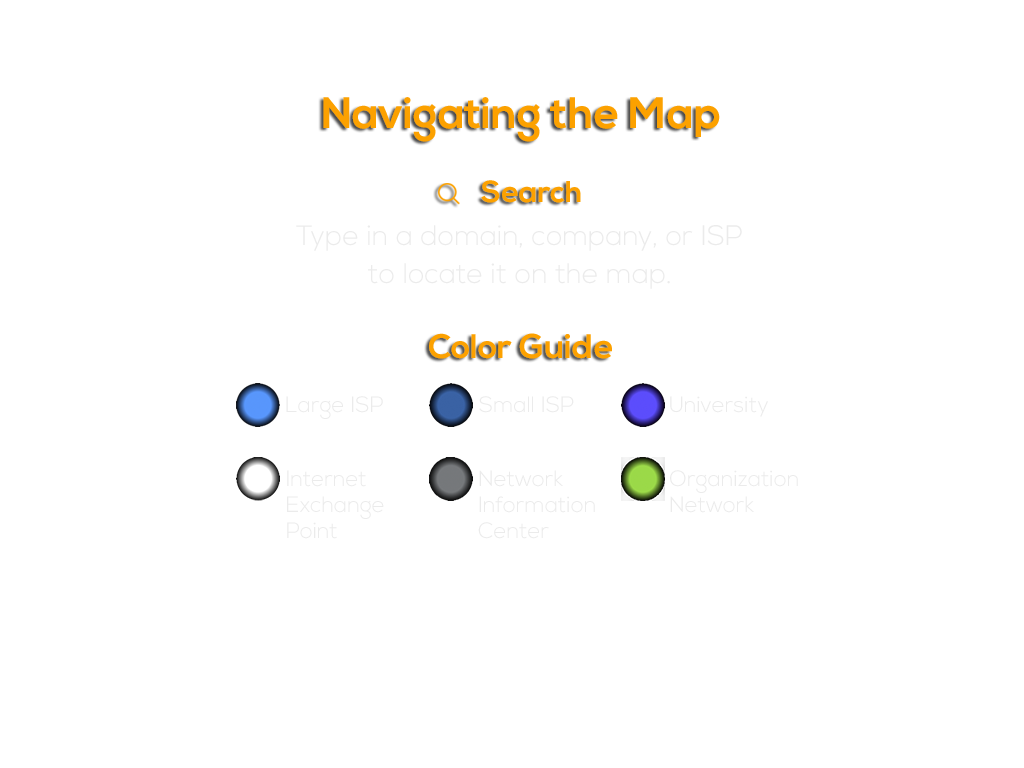 Navigating the Map
Search
Type in a domain, company, or ISP
to locate it on the map.
Color Guide
Large ISP
Small ISP
University
Internet
Exchange
Point
Network
Information
Center
Organization
Network